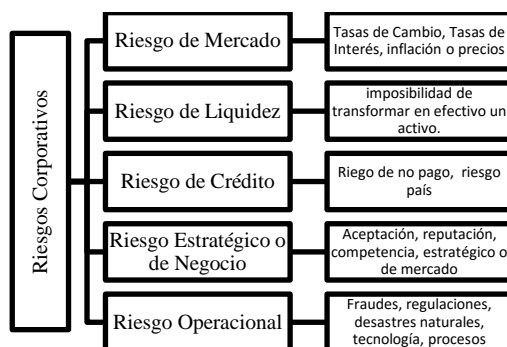 Riesgos Corporativos
Riesgo de Mercado
Tasas de Cambio, Tasas de
Interés, inflación o precios
Riesgo de Liquidez
imposibilidad de
transformar en efectivo un
activo.
Riesgo de Crédito
Riego de no pago, riesgo
país
Riesgo Estratégico o
de Negocio
Aceptación, reputación,
competencia, estratégico o
de mercado
Riesgo Operacional
Fraudes, regulaciones,
desastres naturales,
tecnología, procesos